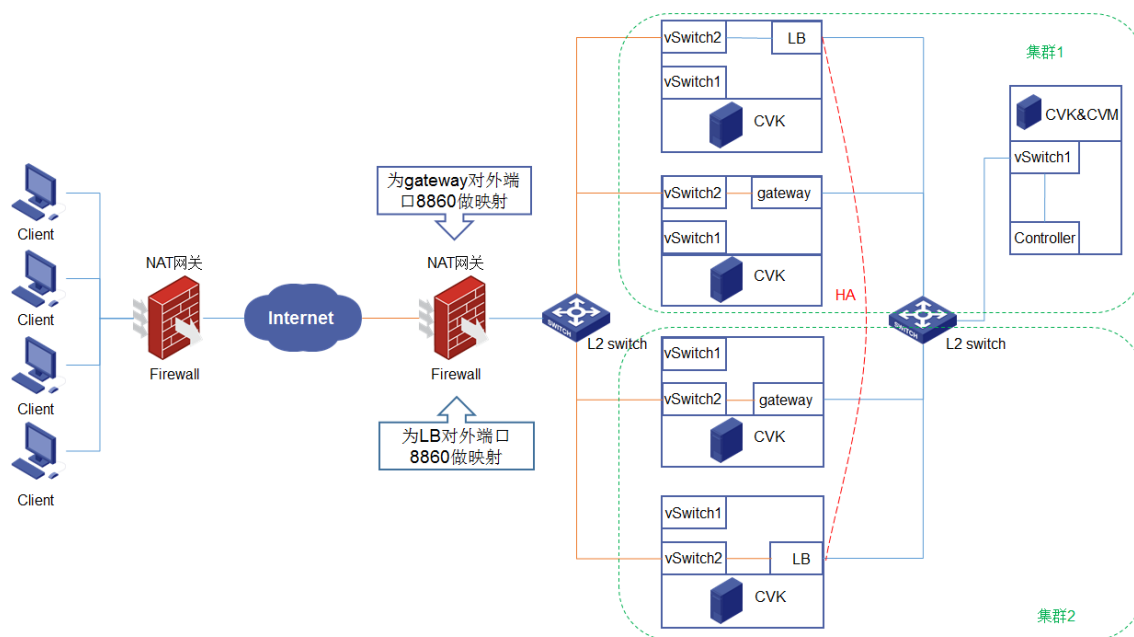 Client
Client
Client
Client
NAT网关
Firewall
Internet
为gateway对外端
口8860做映射
NAT网关
Firewall
为LB对外端口
8860做映射
SWITCH
L2 switch
集群1
vSwitch2
LB
vSwitch1
CVK
vSwitch2
gateway
vSwitch1
CVK
HA
SWITCH
L2 switch
CVK&CVM
vSwitch1
Controller
vSwitch1
vSwitch2
gateway
CVK
vSwitch1
vSwitch2
LB
CVK
集群2